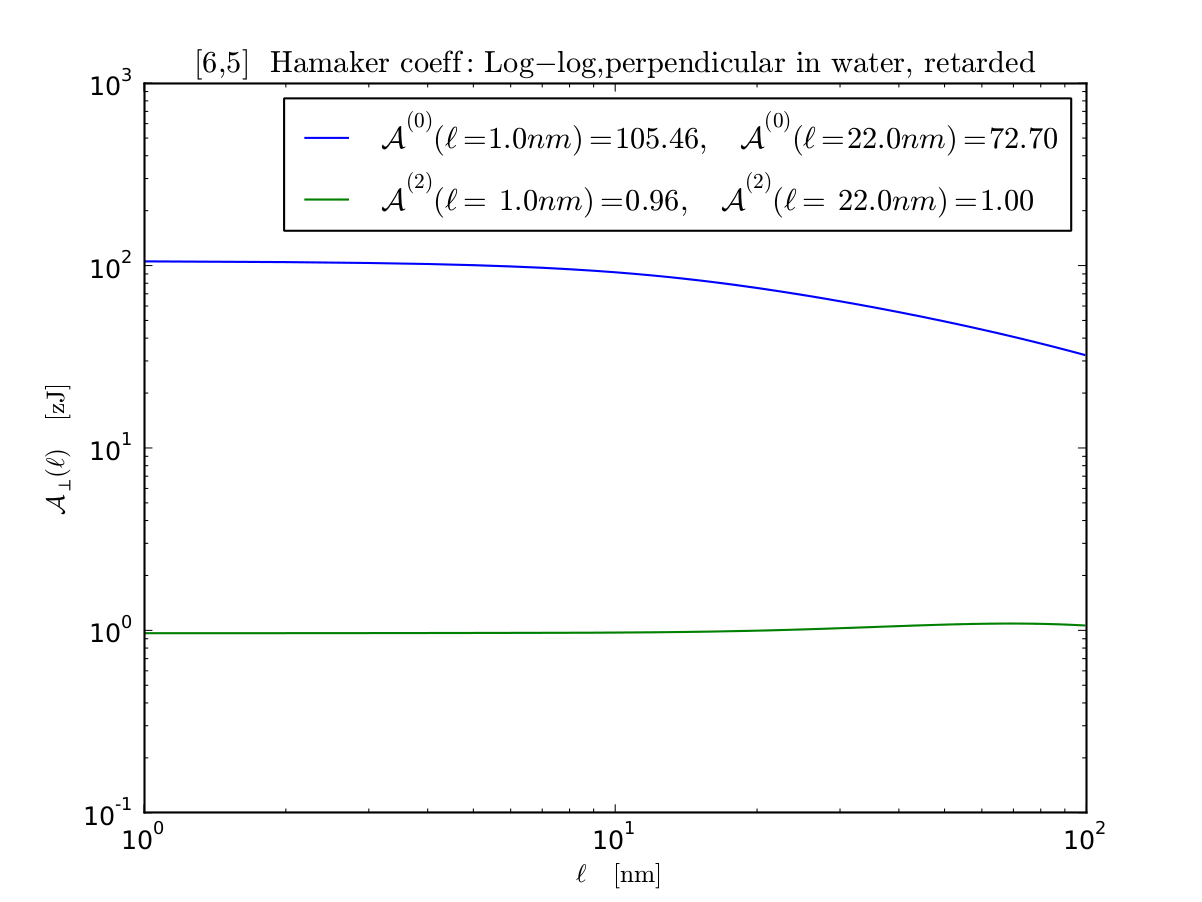 [6,5] Hamaker coeff: Log−log,perpendicular in water, retarded
10^3
𝒜^(0)(ℓ=1.0nm)=105.46, 𝒜^(0)(ℓ=22.0nm)=72.70
𝒜^(2)(ℓ= 1.0nm)=0.96, 𝒜^(2)(ℓ= 22.0nm)=1.00
10^2
10^1
10^0
10^-1
𝒜_⊥(ℓ) [zJ]
10^0 10^1 10^2
ℓ [nm]